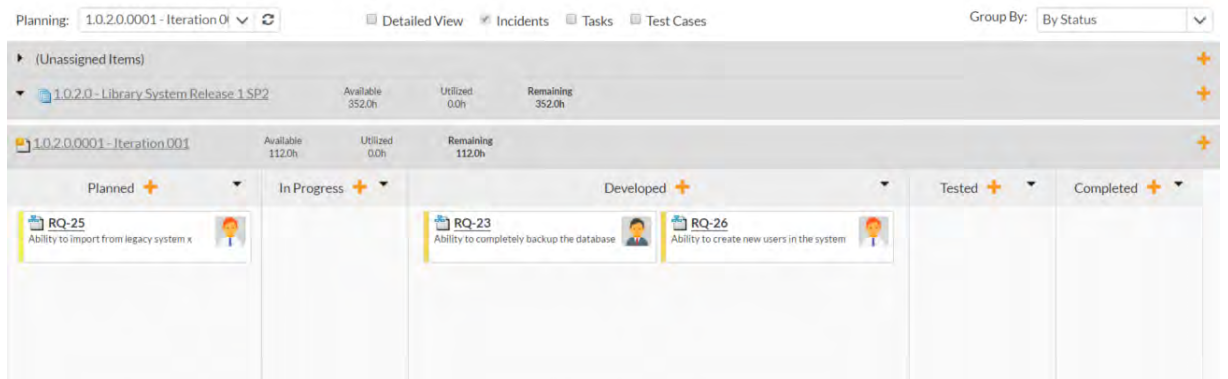 Planning: 1.0.2.0.0001 - Iteration 0 Detailed View Incidents Tasks Test Cases Group By: By Status
(Unassigned Items)
1.0.2.0 - Library System Release 1 SP2 Available Utilized Remaining
352.0h 0.0h 352.0h
1.0.2.0.0001 - Iteration 001 Available Utilized Remaining
112.0h 0.0h 112.0h
Planned In Progress Developed Tested Completed
RQ-25 RQ-23 RQ-26
Ability to import from legacy system x Ability to completely backup the database Ability to create new users in the system